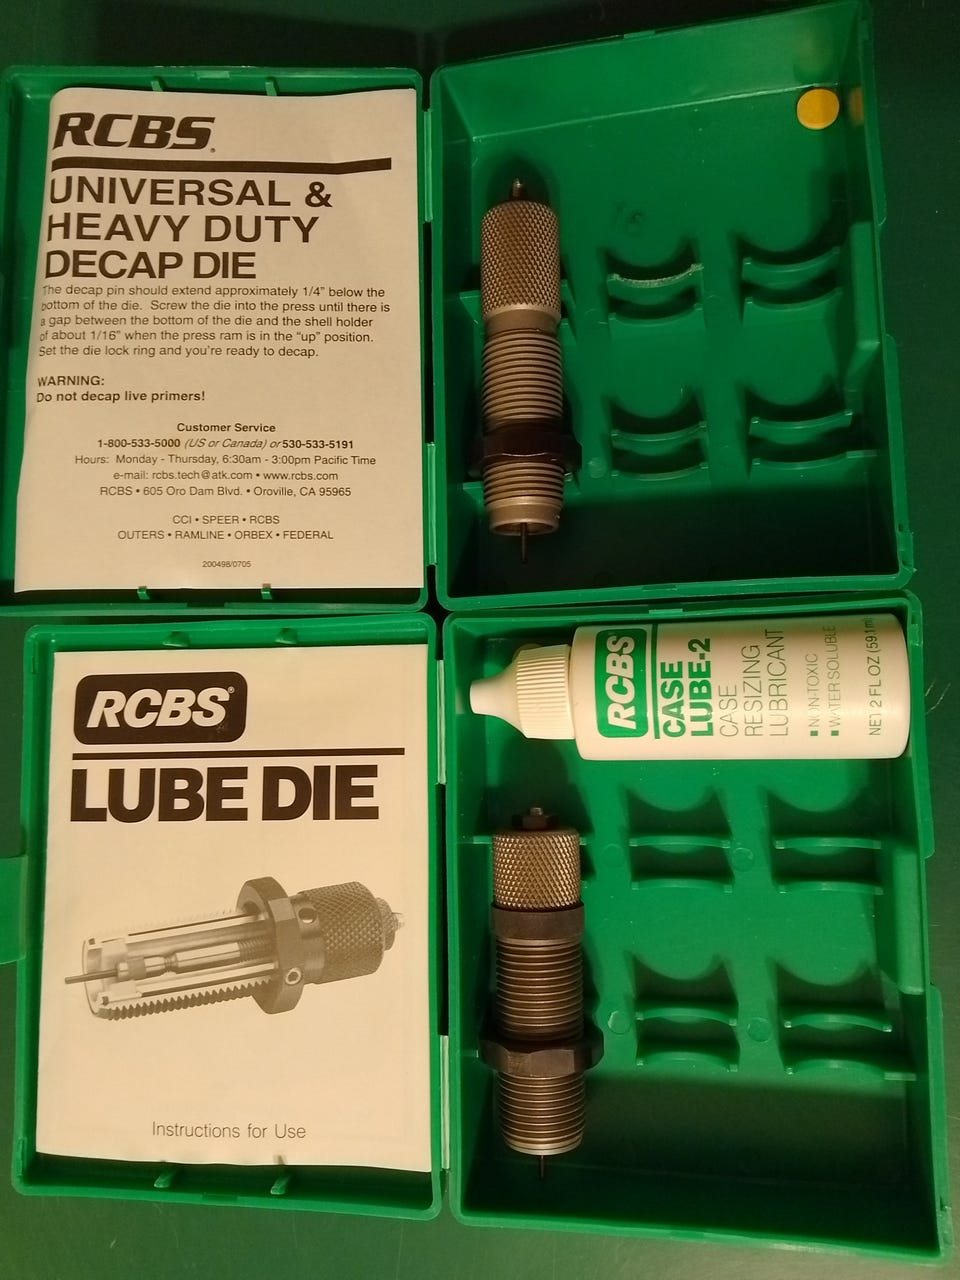 RCBS.
UNIVERSAL &
HEAVY DUTY
DECAP DIE
The decap pin should extend approximately 1/4" below the
bottom of the die. Screw the die into the press until there is
a gap between the bottom of the die and the shell holder
of about 1/16" when the press ram is in the "up" position.
Set the die lock ring and you're ready to decap.
WARNING:
Do not decap live primers!
Customer Service
1-800-533-5000 (US or Canada) or 530-533-5191
Hours: Monday - Thursday, 6:30am - 3:00pm Pacific Time
e-mail: rcbs.tech@atk.com • www.rcbs.com
RCBS • 605 Oro Dam Blvd. • Oroville, CA 95965
CCI • SPEER • RCBS
OUTERS • RAMLINE • ORBEX • FEDERAL
200498/0705
RCBS®
LUBE DIE
Instructions for Use
RCBS
CASE
LUBE-2
CASE
RESIZING
LUBRICANT
■ NON-TOXIC
■ WATER SOLUBLE
NET 2 FL OZ (59.1 ml)